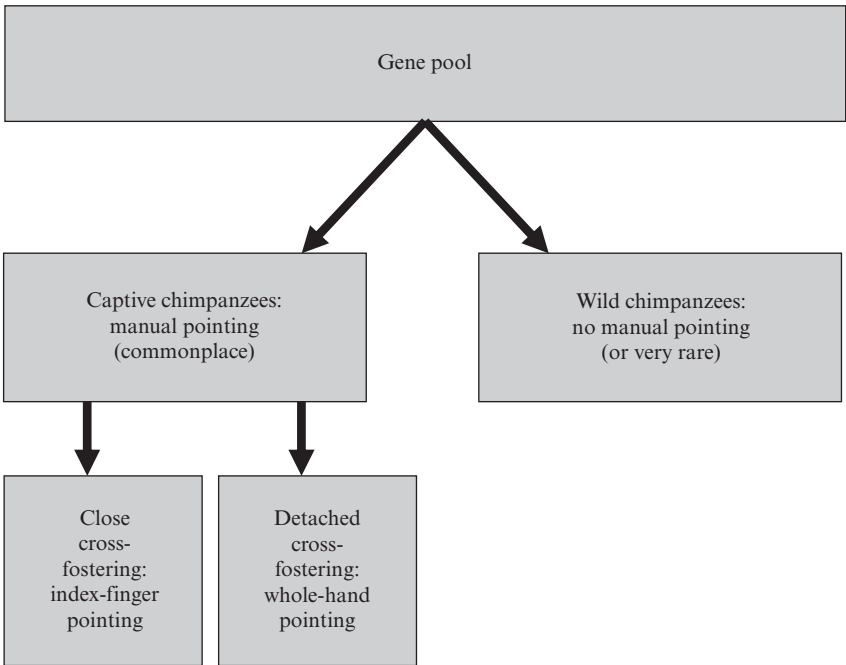 Gene pool
Captive chimpanzees:
manual pointing
(commonplace)
Wild chimpanzees:
no manual pointing
(or very rare)
Close
cross-
fostering:
index-finger
pointing
Detached
cross-
fostering:
whole-hand
pointing